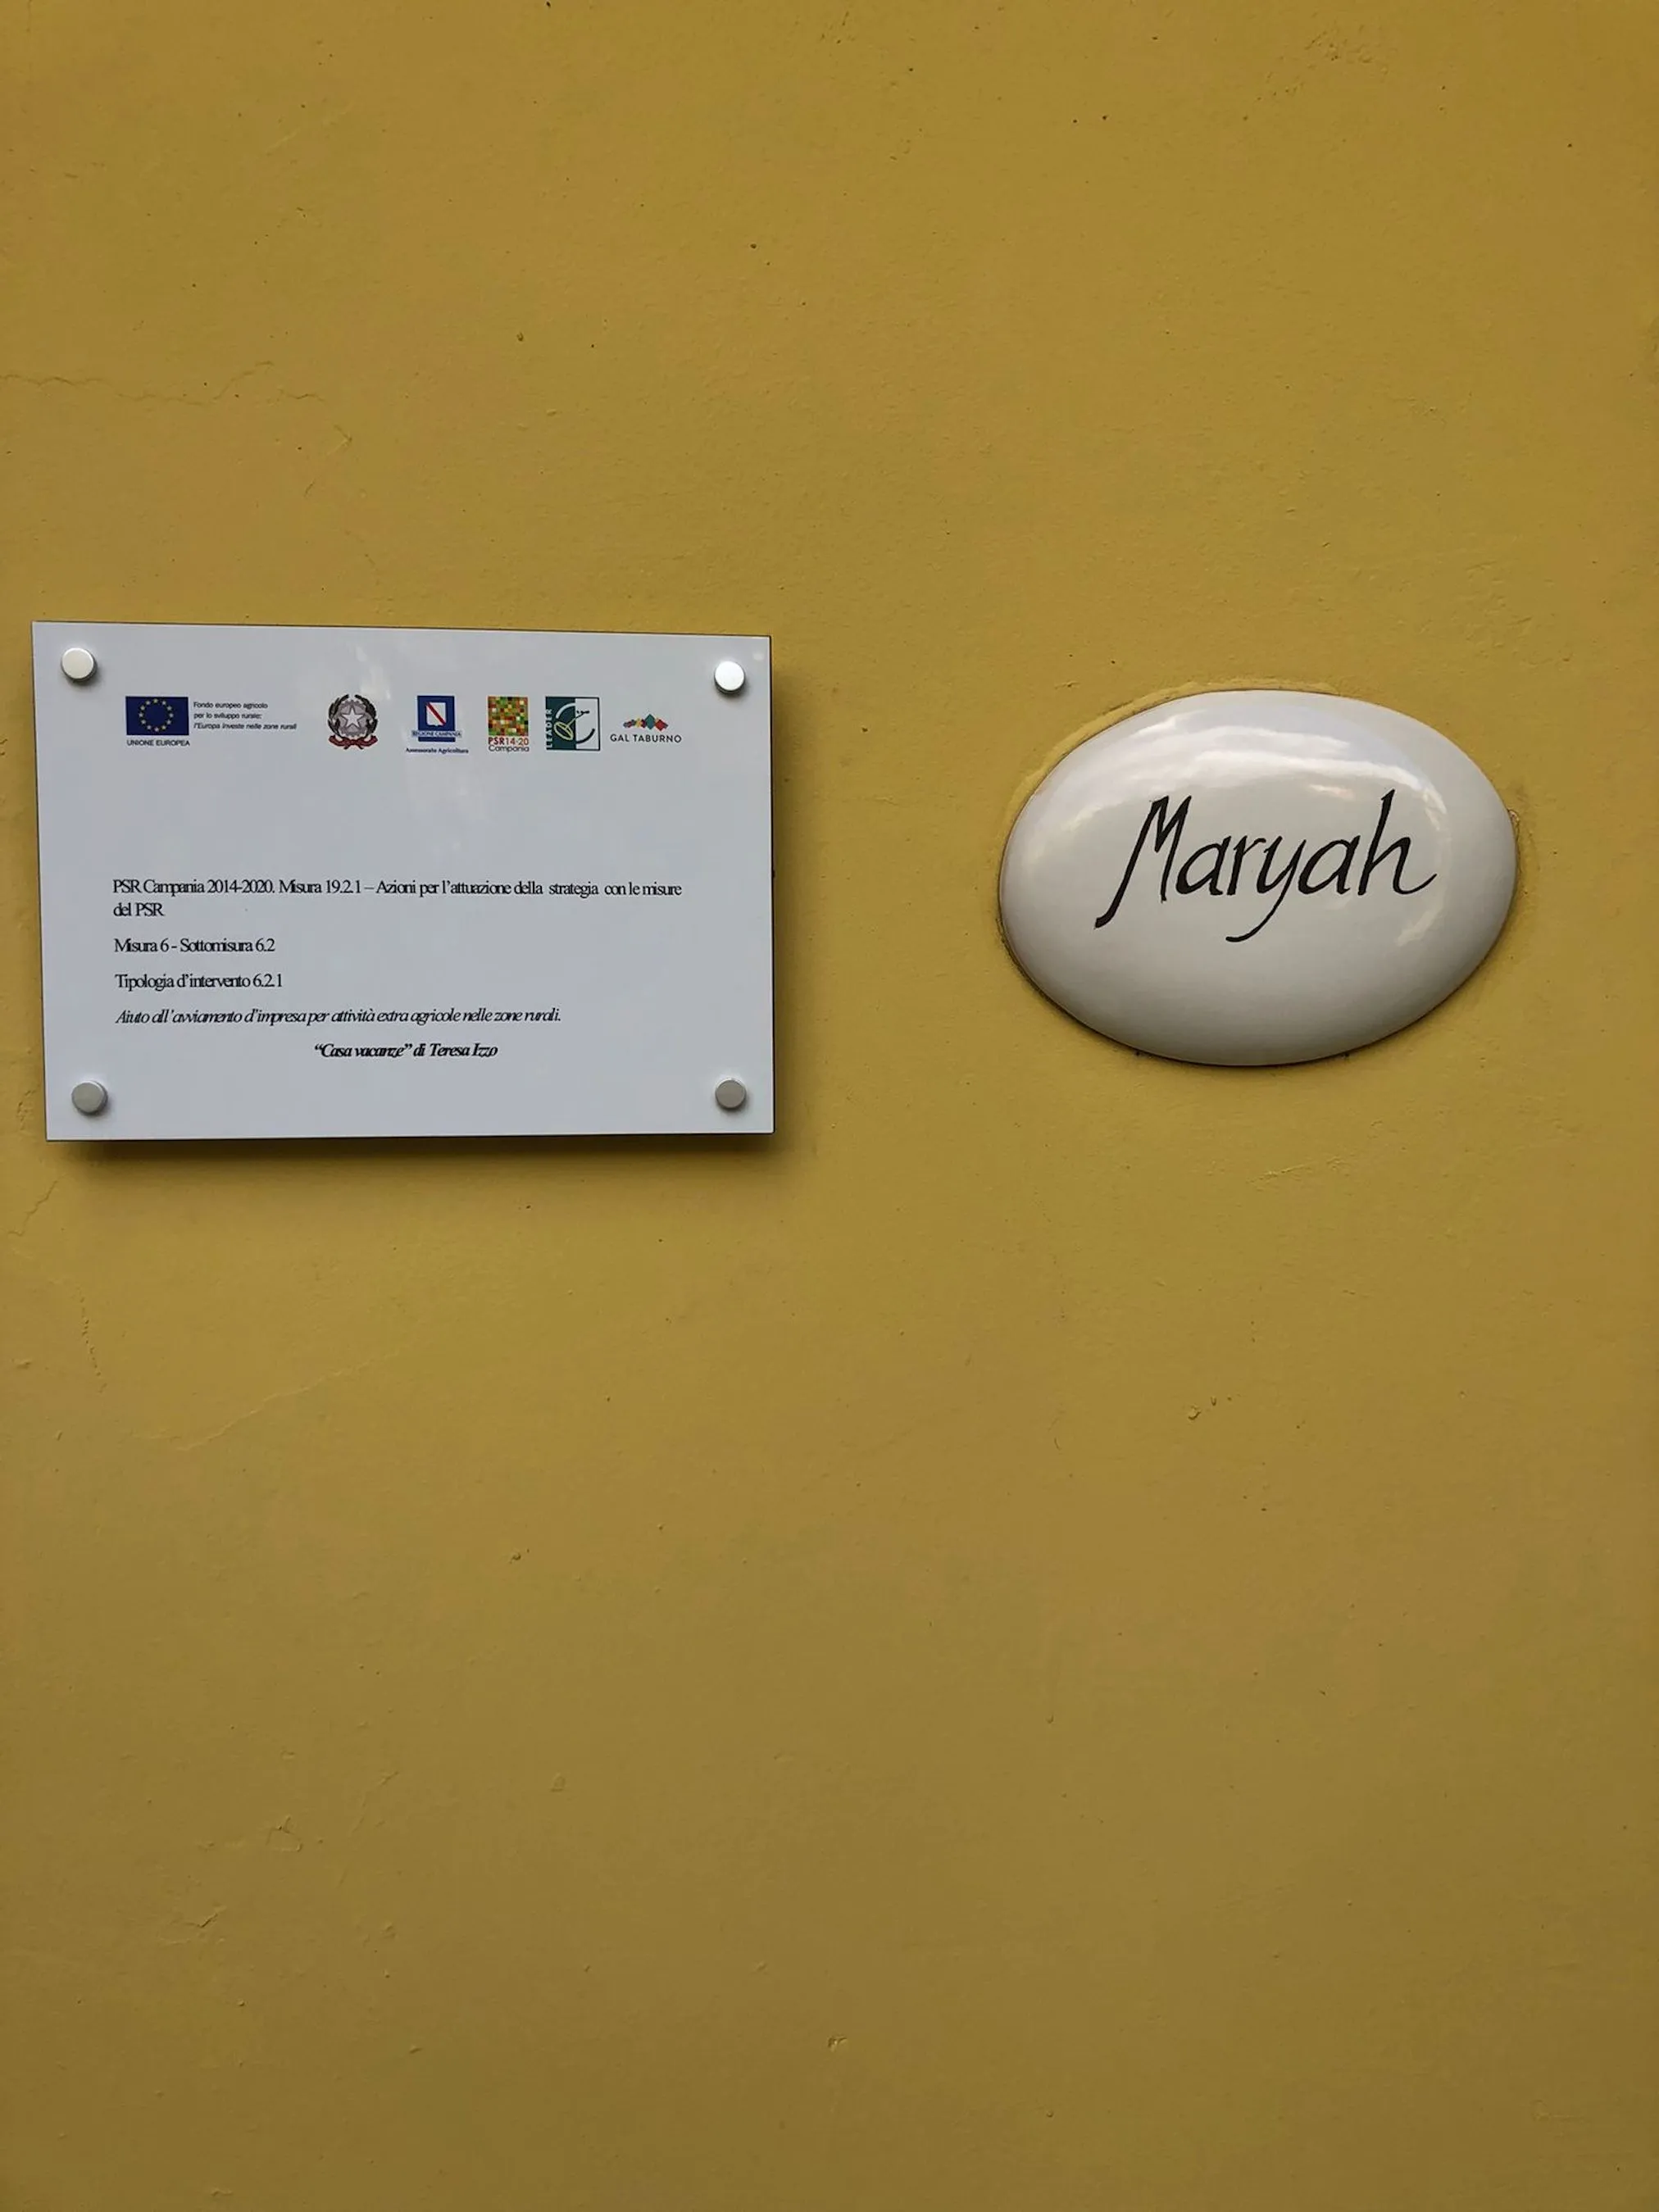 Fondo europeo agricolo
per lo sviluppo rurale:
l'Europa investe nelle zone rurali
UNIONE EUROPEA
REGIONE CAMPANIA
Assessorato Agricoltura
PSR14-20
Campania
LEADER
GAL TABURNO
PSR Campania 2014-2020. Misura 19.2.1 – Azioni per l'attuazione della strategia con le misure
del PSR
Misura 6 - Sottomisura 6.2
Tipologia d'intervento 6.2.1
Aiuto all'avviamento d'impresa per attività extra agricole nelle zone rurali.
“Casa vacanze” di Teresa Izzo
Maryah